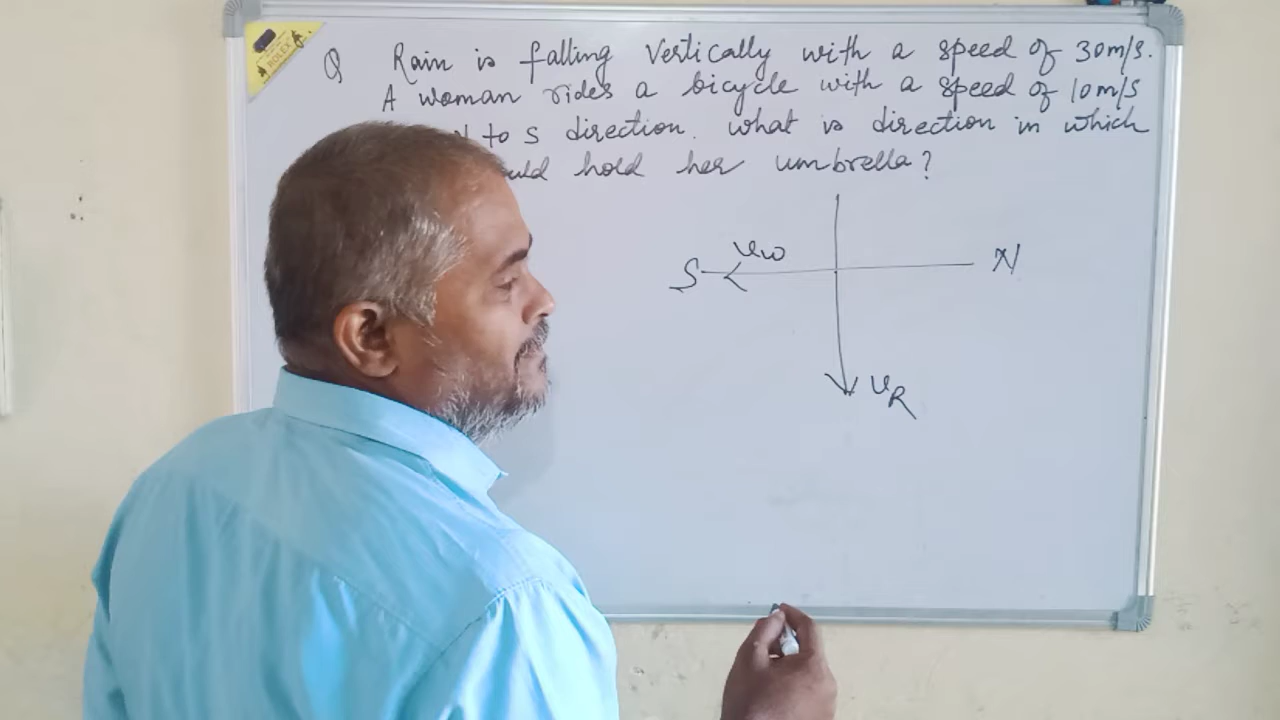 Q Rain is falling vertically with a speed of 30m/s.
A woman rides a bicycle with a speed of 10m/s
to S direction. What is direction in which
hold her umbrella?
S
vw
N
vR
ROLEX